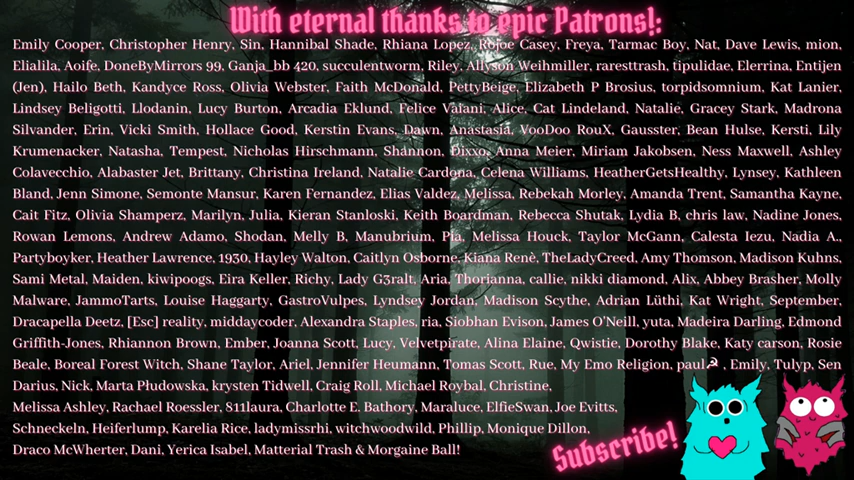 With eternal thanks to epic Patrons!:
Emily Cooper, Christopher Henry, Sin, Hannibal Shade, Rhiana Lopez, Rojoe Casey, Freya, Tarmac Boy, Nat, Dave Lewis, mion,
Elialila, Aoife, DoneByMirrors 99, Ganja_bb 420, succulentworm, Riley, Allyson Weihmiller, raresttrash, tipulidae, Elerrina, Entijen
(Jen), Hailo Beth, Kandyce Ross, Olivia Webster, Faith McDonald, PettyBeige, Elizabeth P Brosius, torpidsomnium, Kat Lanier,
Lindsey Beligotti, Llodanin, Lucy Burton, Arcadia Eklund, Felice Valani, Alice, Cat Lindeland, Natalie, Gracey Stark, Madrona
Silvander, Erin, Vicki Smith, Hollace Good, Kerstin Evans, Dawn, Anastasia, VooDoo RouX, Gausster, Bean Hulse, Kersti, Lily
Krumenacker, Natasha, Tempest, Nicholas Hirschmann, Shannon, Dixxo, Anna Meier, Miriam Jakobsen, Ness Maxwell, Ashley
Colavecchio, Alabaster Jet, Brittany, Christina Ireland, Natalie Cardona, Celena Williams, HeatherGetsHealthy, Lynsey, Kathleen
Bland, Jenn Simone, Semonte Mansur, Karen Fernandez, Elias Valdez, Melissa, Rebekah Morley, Amanda Trent, Samantha Kayne,
Cait Fitz, Olivia Shamperz, Marilyn, Julia, Kieran Stanloski, Keith Boardman, Rebecca Shutak, Lydia B, chris law, Nadine Jones,
Rowan Lemons, Andrew Adamo, Shodan, Melly B, Manubrium, Pia, Melissa Houck, Taylor McGann, Calesta Iezu, Nadia A.,
Partyboyker, Heather Lawrence, 1930, Hayley Walton, Caitlyn Osborne, Kiana Renè, TheLadyCreed, Amy Thomson, Madison Kuhns,
Sami Metal, Maiden, kiwipoogs, Eira Keller, Richy, Lady G3ralt, Aria, Thorinna, callie, nikki diamond, Alix, Abbey Brasher, Molly
Malware, JammoTarts, Louise Haggarty, GastroVulpes, Lyndsey Jordan, Madison Scythe, Adrian Lüthi, Kat Wright, September,
Dracapella Deetz, [Esc] reality, middaycoder, Alexandra Staples, ria, Siobhan Evison, James O'Neill, yuta, Madeira Darling, Edmond
Griffith-Jones, Rhiannon Brown, Ember, Joanna Scott, Lucy, Velvetpirate, Alina Elaine, Qwistie, Dorothy Blake, Katy carson, Rosie
Beale, Boreal Forest Witch, Shane Taylor, Ariel, Jennifer Heumann, Tomas Scott, Rue, My Emo Religion, paul☭ , Emily, Tulyp, Sen
Darius, Nick, Marta Płudowska, krysten Tidwell, Craig Roll, Michael Roybal, Christine,
Melissa Ashley, Rachael Roessler, 811laura, Charlotte E. Bathory, Maraluce, ElfieSwan, Joe Evitts,
Schneckeln, Heiferlump, Karelia Rice, ladymissrhi, witchwoodwild, Phillip, Monique Dillon,
Draco McWherter, Dani, Yerica Isabel, Matterial Trash & Morgaine Ball!
Subscribe!